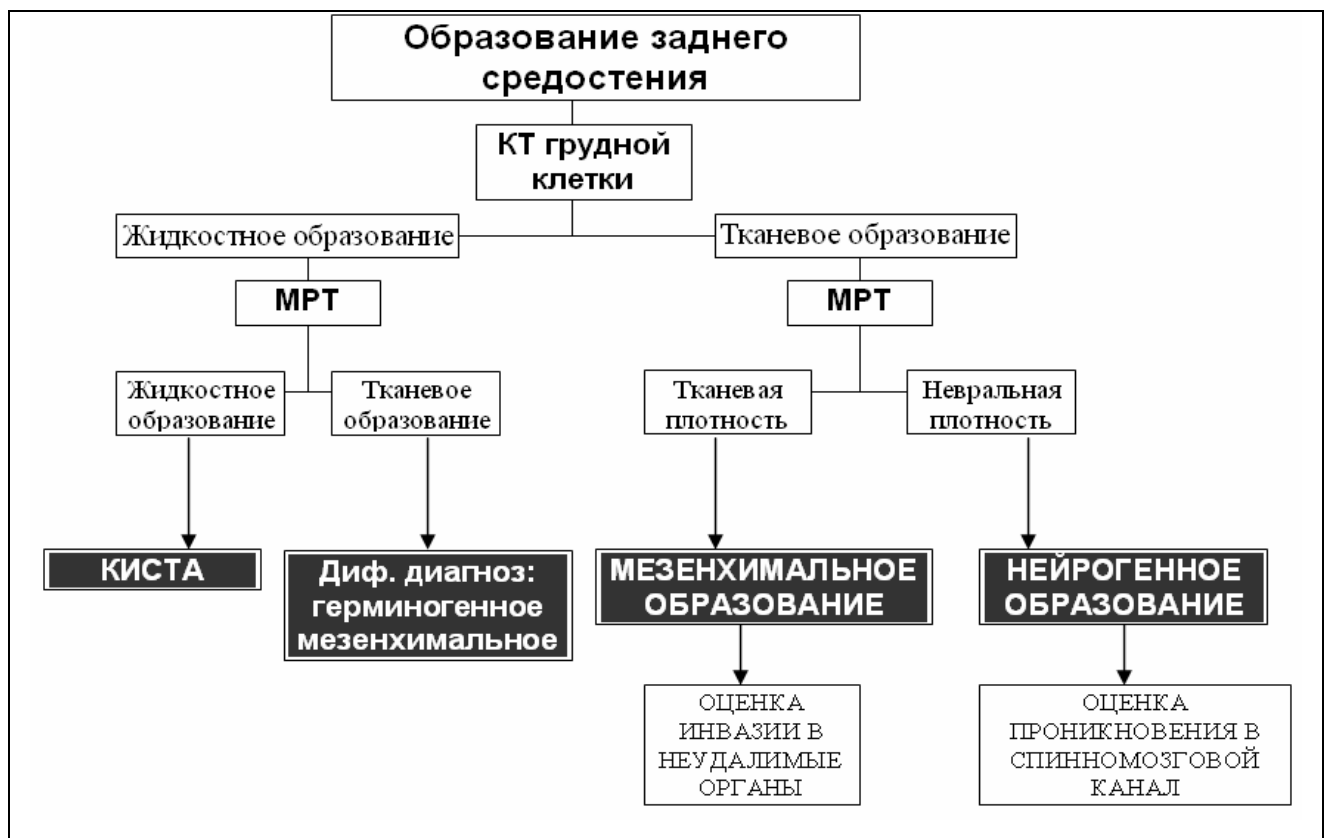 Образование заднего
средостения
КТ грудной
клетки
Жидкостное образование
Тканевое образование
МРТ
МРТ
Жидкостное
образование
Тканевое
образование
Тканевая
плотность
Невральная
плотность
КИСТА
Диф. диагноз:
герминогенное
мезенхимальное
МЕЗЕНХИМАЛЬНОЕ
ОБРАЗОВАНИЕ
НЕЙРОГЕННОЕ
ОБРАЗОВАНИЕ
ОЦЕНКА
ИНВАЗИИ В
НЕУДАЛИМЫЕ
ОРГАНЫ
ОЦЕНКА
ПРОНИКНОВЕНИЯ В
СПИННОМОЗГОВОЙ
КАНАЛ